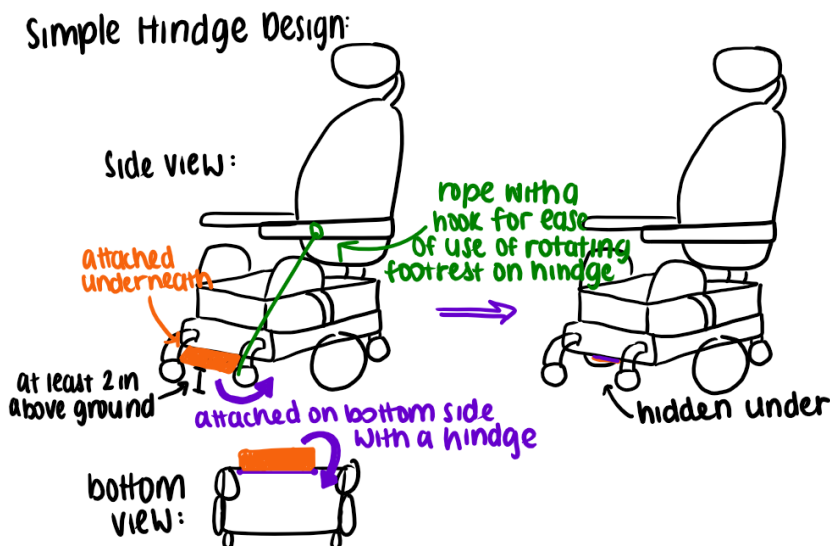 Simple Hindge Design:
Side view:
rope with a
hook for ease
of use of rotating
footrest on hindge
attached
underneath
at least 2 in
above ground
attached on bottom side
with a hindge
hidden under
bottom
view: